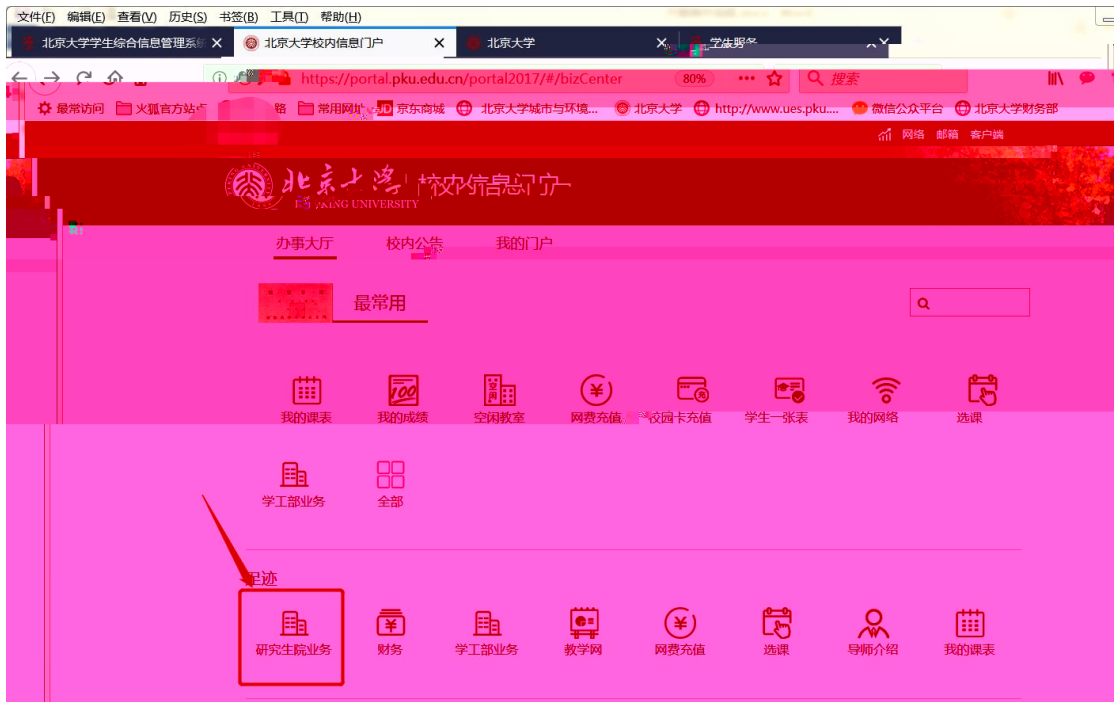 文件(F) 编辑(E) 查看(V) 历史(S) 书签(B) 工具(T) 帮助(H)
北京大学学生综合信息管理系统 北京大学校内信息门户 北京大学
https://portal.pku.edu.cn/portal2017/#/bizCenter 80% 搜索
最常访问 火狐官方站点 常用网址 JD 京东商城 北京大学城市与环境... 北京大学 http://www.ues.pku.... 微信公众平台 北京大学财务部
网络 邮箱 客户端
北京大学 校内信息门户
UNIVERSITY
办事大厅 校内公告 我的门户
最常用
我的课表 我的成绩 空闲教室 网费充值 校园卡充值 学生一张表 我的网络 选课
学工部业务 全部
足迹
研究生院业务 财务 学工部业务 教学网 网费充值 选课 导师介绍 我的课表